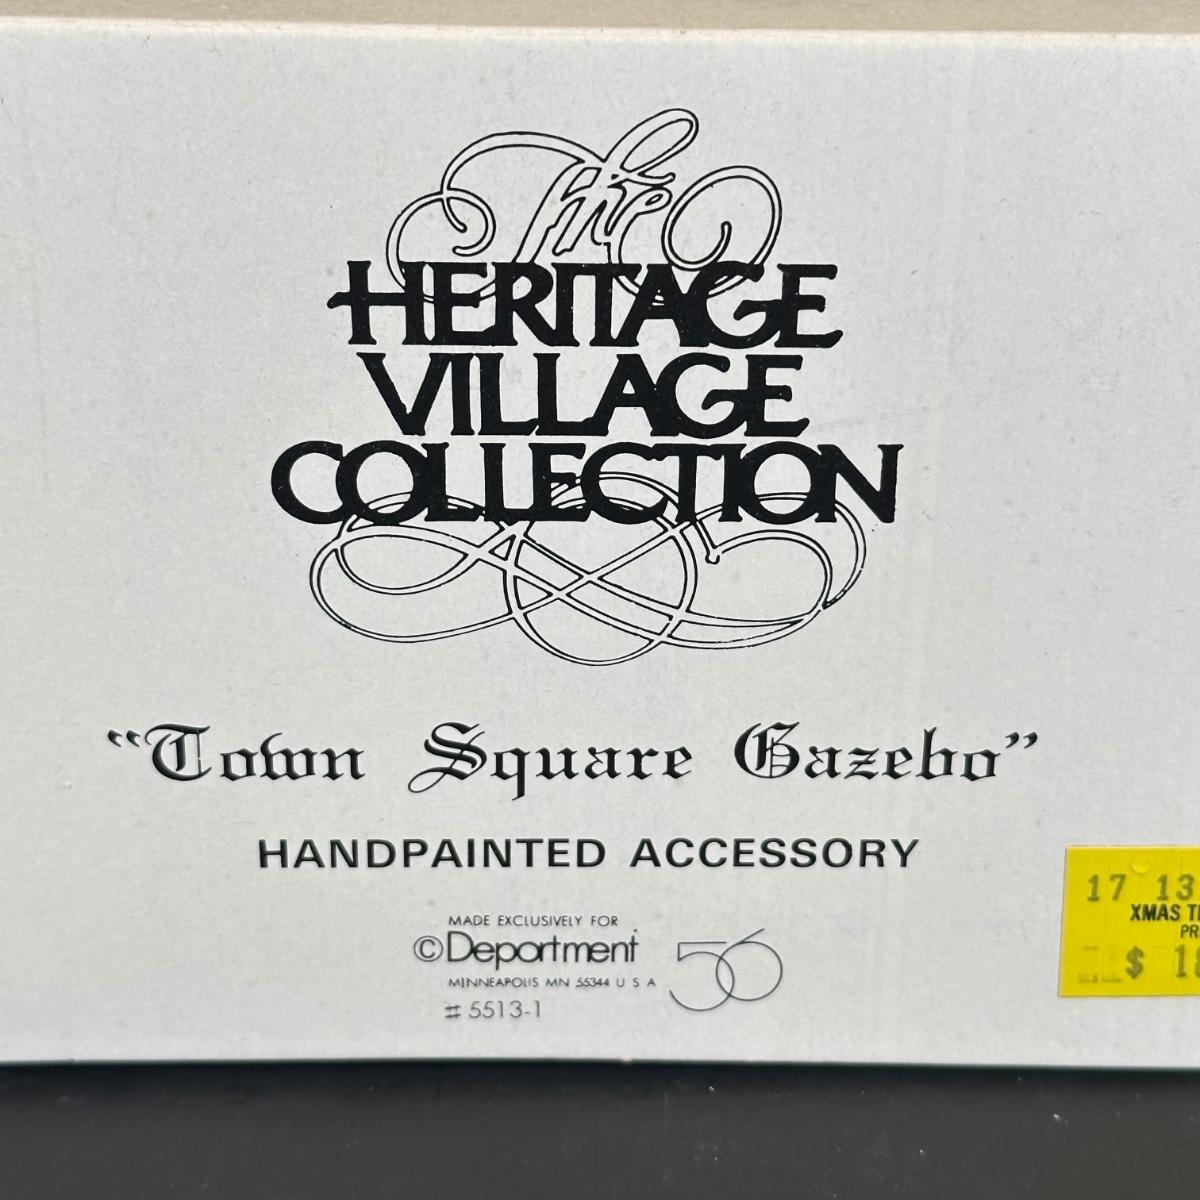 The
HERITAGE
VILLAGE
COLLECTION
“Town Square Gazebo”
HANDPAINTED ACCESSORY
MADE EXCLUSIVELY FOR
©Department 56
MINNEAPOLIS MN 55344 U S A
# 5513-1
17 13
XMAS
$ 18